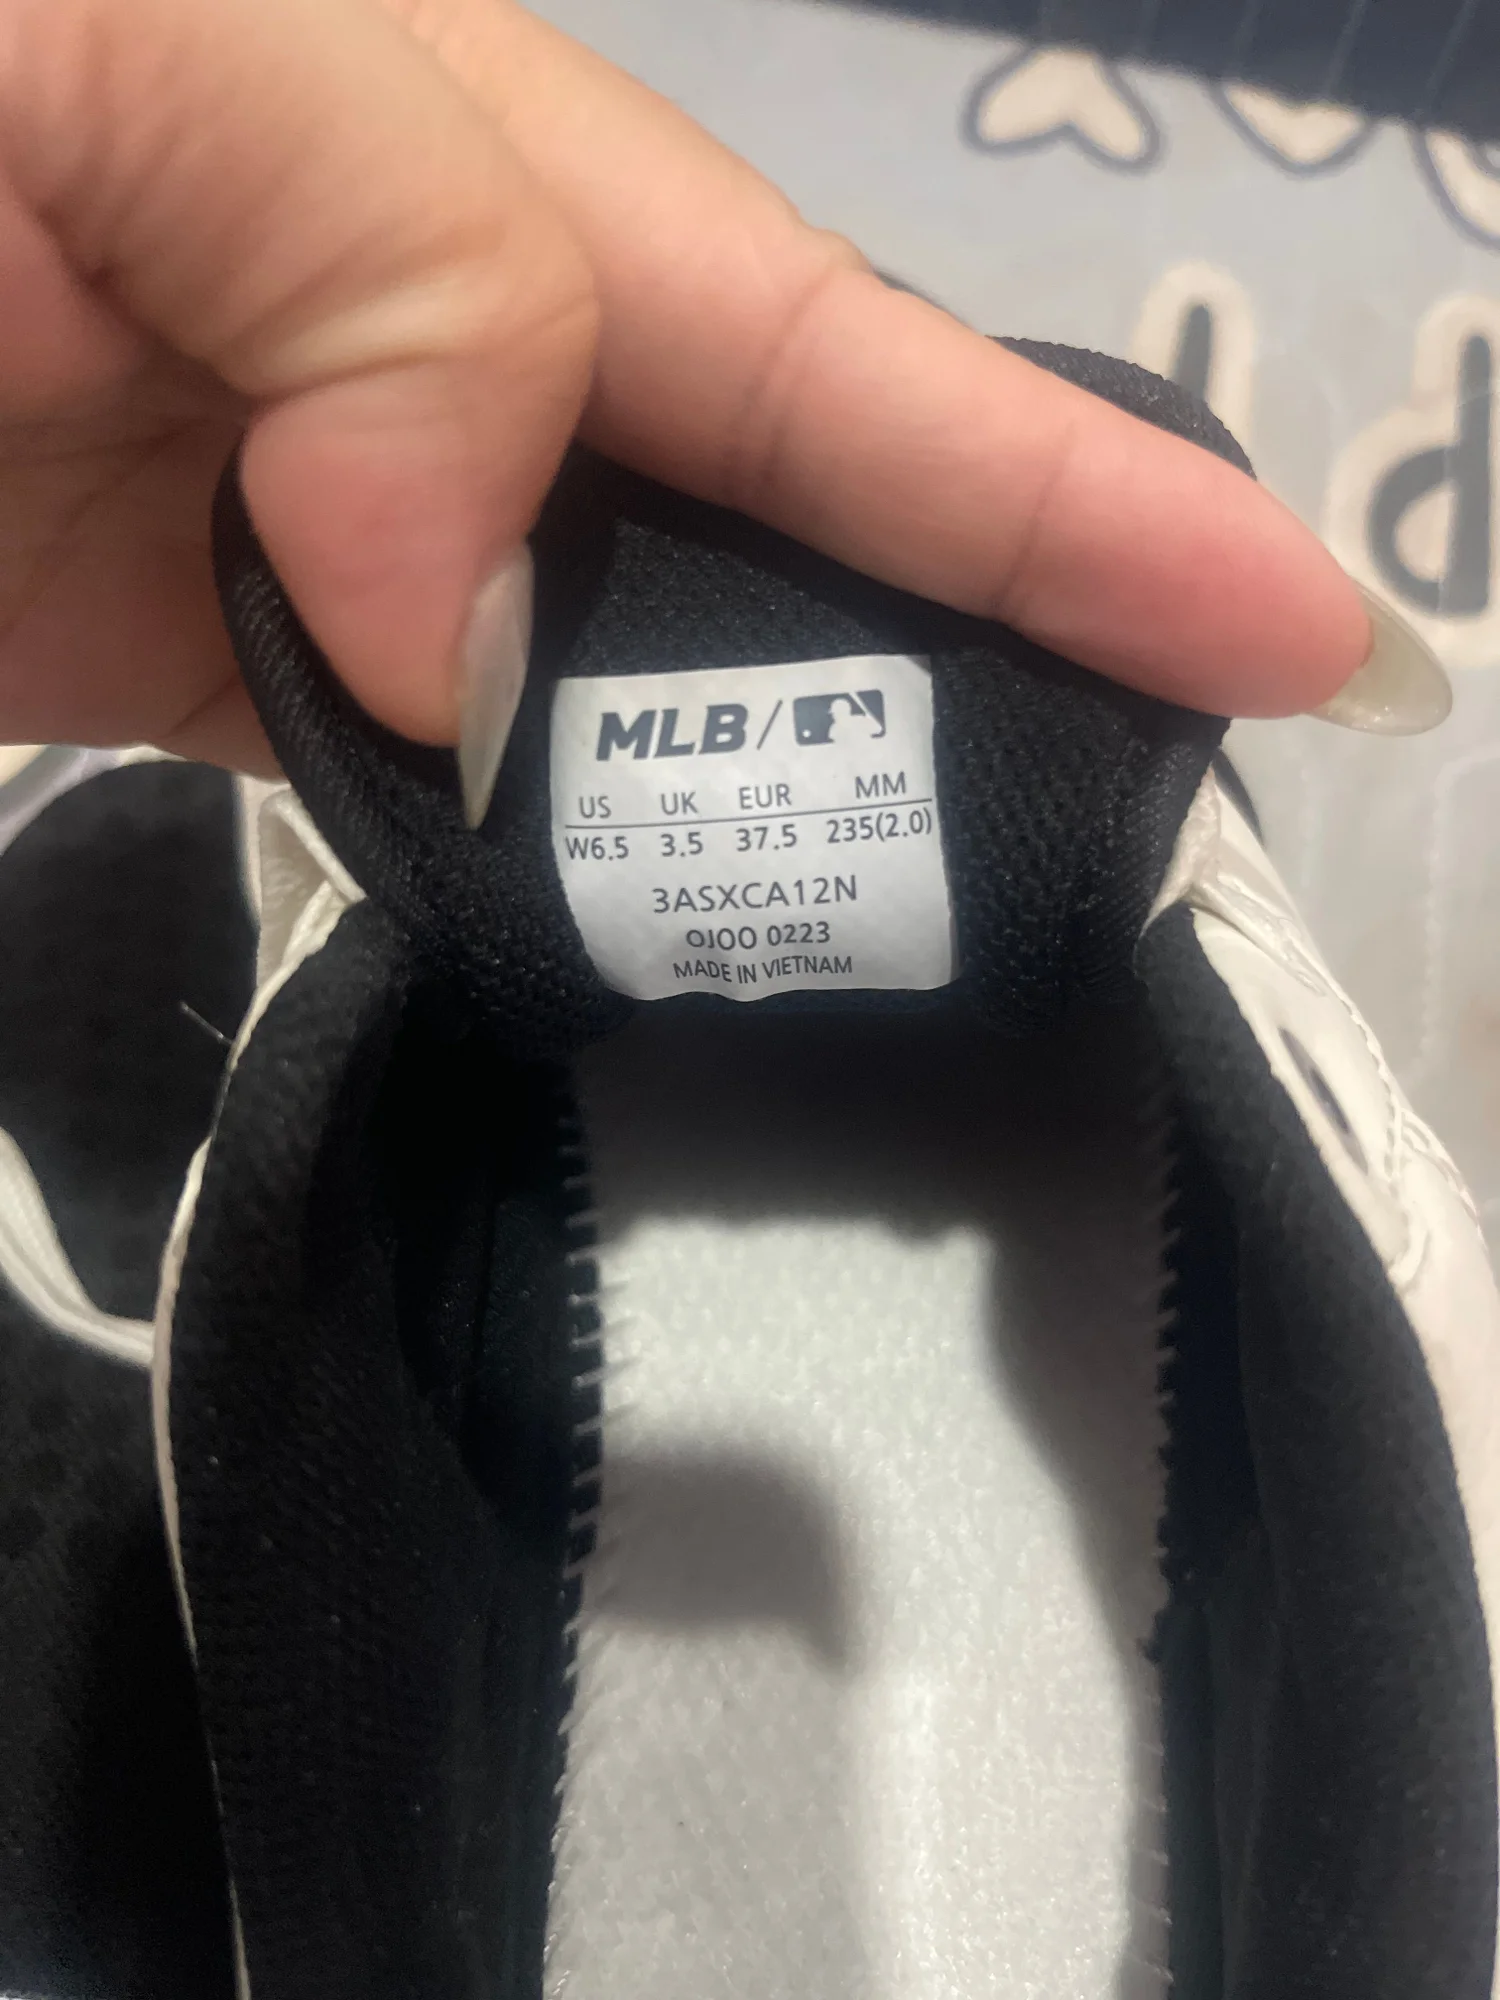 MLB/
US UK EUR MM
W6.5 3.5 37.5 235(2.0)
3ASXCA12N
OJOO 0223
MADE IN VIETNAM